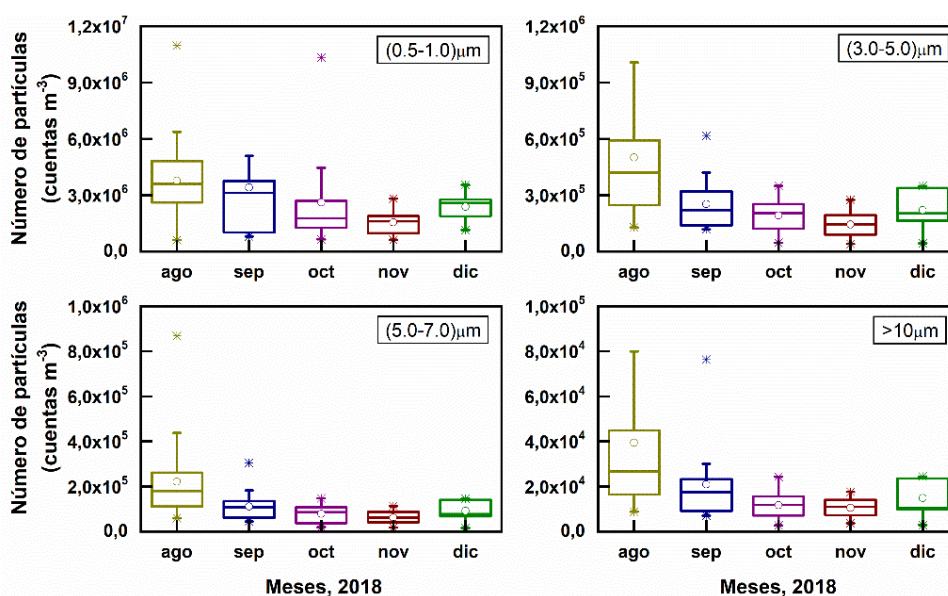 Número de partículas
(cuentas m⁻³)
1,2x10⁷
9,0x10⁶
6,0x10⁶
3,0x10⁶
0,0
(0.5-1.0)μm
ago sep oct nov dic
1,2x10⁶
9,0x10⁵
6,0x10⁵
3,0x10⁵
0,0
(3.0-5.0)μm
ago sep oct nov dic
Número de partículas
(cuentas m⁻³)
1,0x10⁶
8,0x10⁵
6,0x10⁵
4,0x10⁵
2,0x10⁵
0,0
(5.0-7.0)μm
ago sep oct nov dic
Meses, 2018
1,0x10⁵
8,0x10⁴
6,0x10⁴
4,0x10⁴
2,0x10⁴
0,0
>10μm
ago sep oct nov dic
Meses, 2018